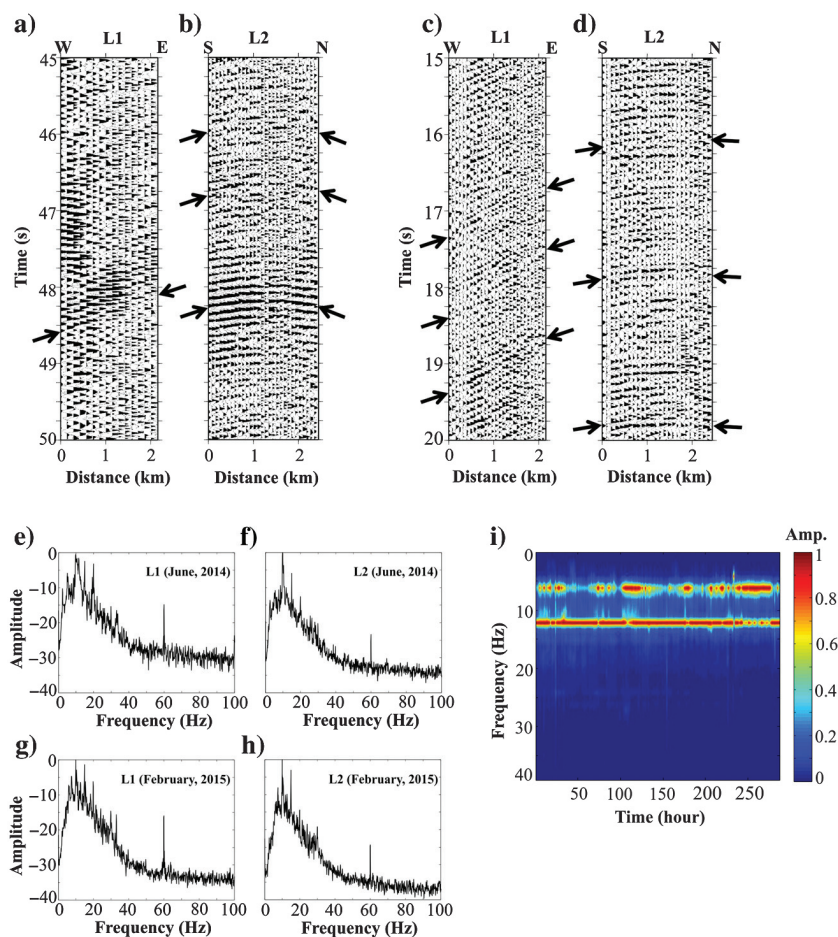 a)
W L1 E
45
46
47
48
49
50
Time (s)
0 1 2
Distance (km)
b)
S L2 N
0 1 2
Distance (km)
c)
W L1 E
15
16
17
18
19
20
Time (s)
0 1 2
Distance (km)
d)
S L2 N
0 1 2
Distance (km)
e)
L1 (June, 2014)
0
−10
−20
−30
−40
Amplitude
0 20 40 60 80 100
Frequency (Hz)
f)
L2 (June, 2014)
0 20 40 60 80 100
Frequency (Hz)
g)
L1 (February, 2015)
0
−10
−20
−30
−40
Amplitude
0 20 40 60 80 100
Frequency (Hz)
h)
L2 (February, 2015)
0 20 40 60 80 100
Frequency (Hz)
i)
0
10
20
30
40
Frequency (Hz)
50 100 150 200 250
Time (hour)
Amp.
1
0.8
0.6
0.4
0.2
0